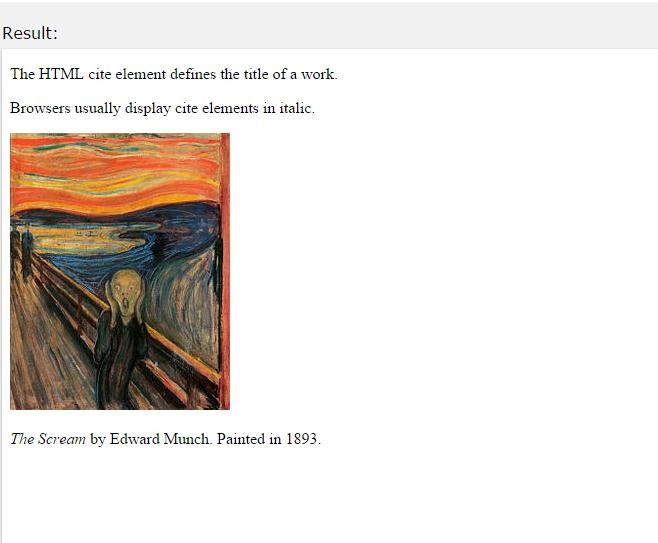 Result:
The HTML cite element defines the title of a work.
Browsers usually display cite elements in italic.
The Scream by Edward Munch. Painted in 1893.